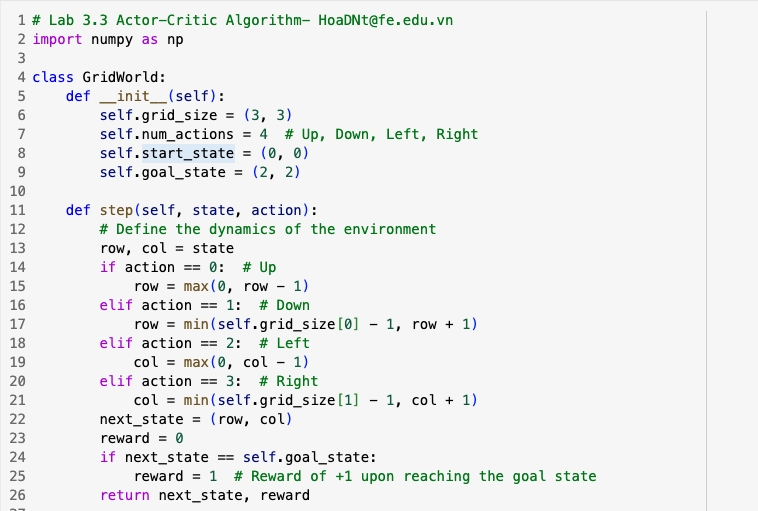 1 # Lab 3.3 Actor-Critic Algorithm- HoaDNt@fe.edu.vn
2 import numpy as np
3
4 class GridWorld:
5     def __init__(self):
6         self.grid_size = (3, 3)
7         self.num_actions = 4  # Up, Down, Left, Right
8         self.start_state = (0, 0)
9         self.goal_state = (2, 2)
10
11     def step(self, state, action):
12         # Define the dynamics of the environment
13         row, col = state
14         if action == 0:  # Up
15             row = max(0, row - 1)
16         elif action == 1:  # Down
17             row = min(self.grid_size[0] - 1, row + 1)
18         elif action == 2:  # Left
19             col = max(0, col - 1)
20         elif action == 3:  # Right
21             col = min(self.grid_size[1] - 1, col + 1)
22         next_state = (row, col)
23         reward = 0
24         if next_state == self.goal_state:
25             reward = 1  # Reward of +1 upon reaching the goal state
26         return next_state, reward